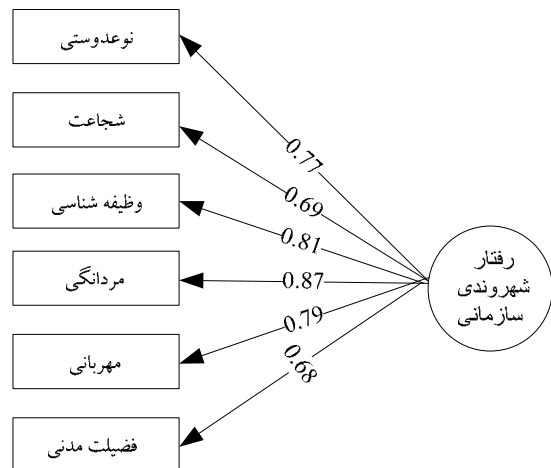 نوعدوستی
شجاعت
وظیفه شناسی
مردانگی
مهربانی
فضیلت مدنی
0.77
0.69
0.81
0.87
0.79
0.68
رفتار
شهروندی
سازمانی